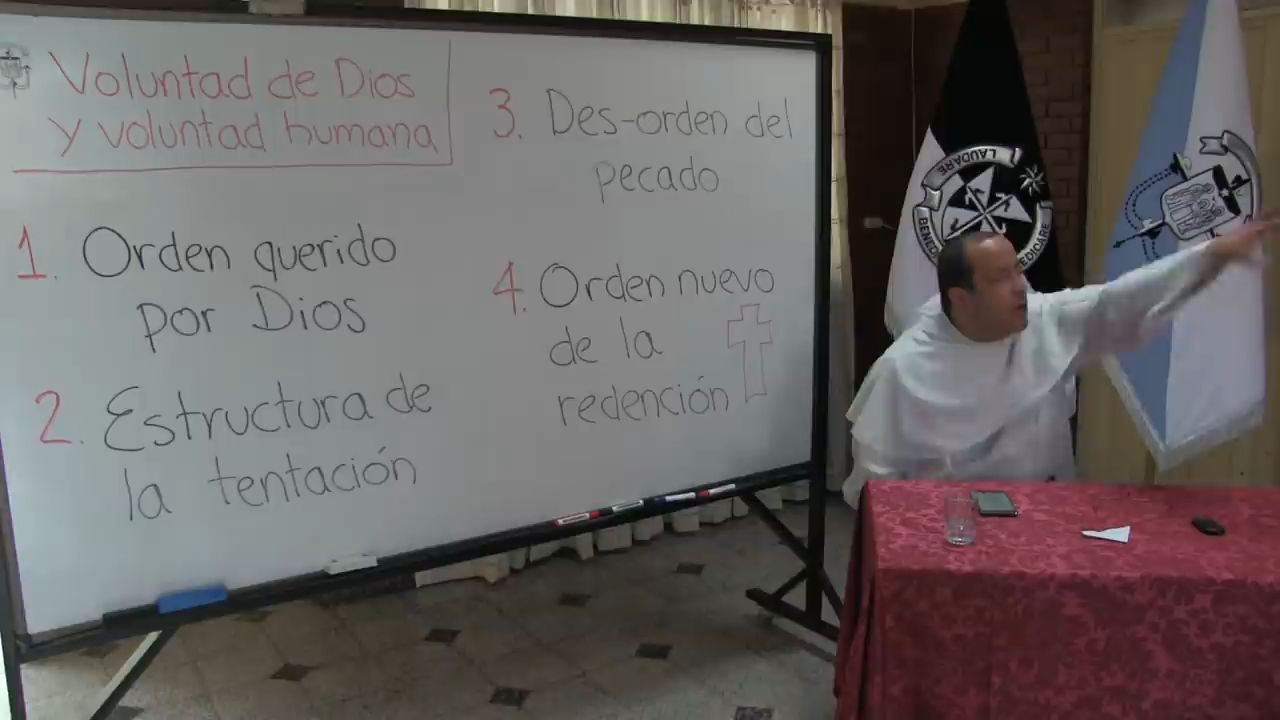 Voluntad de Dios
y voluntad humana
1. Orden querido
por Dios
2. Estructura de
la tentación
3. Des-orden del
pecado
4. Orden nuevo
de la
redención
LAUDARE